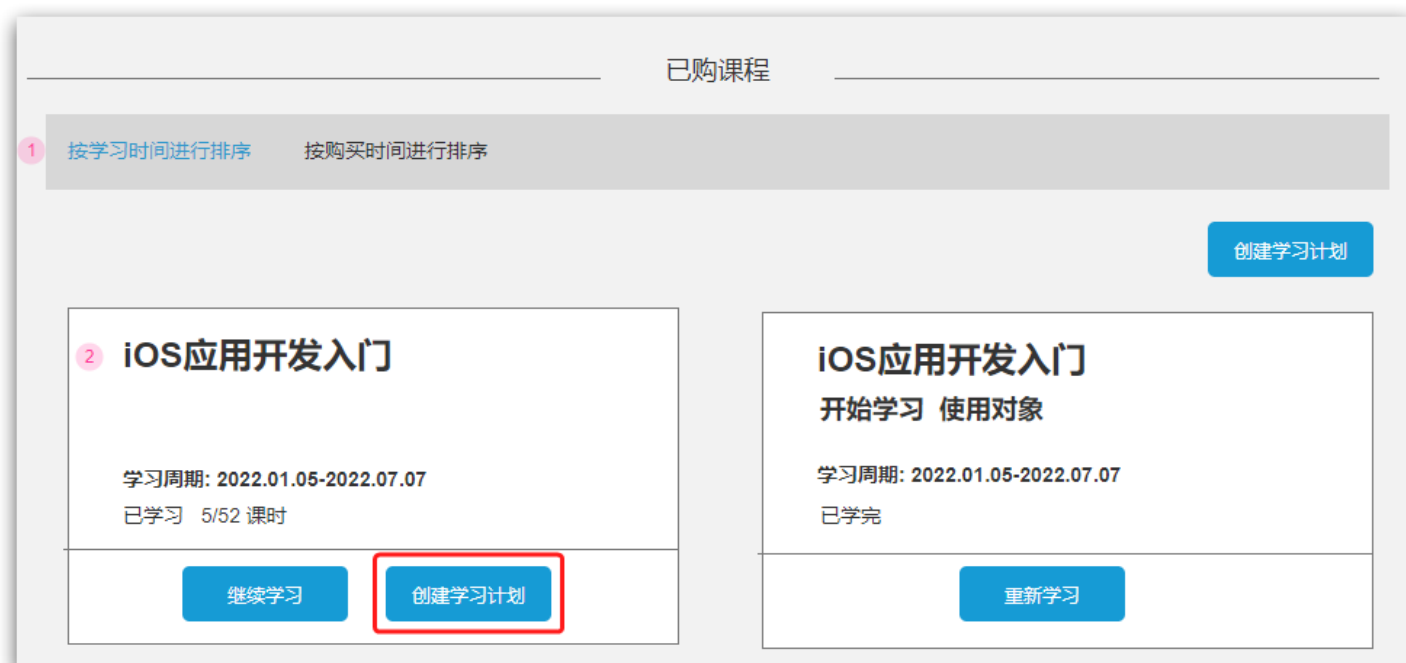 已购课程
1 按学习时间进行排序 按购买时间进行排序
创建学习计划
2 iOS应用开发入门
学习周期: 2022.01.05-2022.07.07
已学习 5/52 课时
继续学习 创建学习计划
iOS应用开发入门
开始学习 使用对象
学习周期: 2022.01.05-2022.07.07
已学完
重新学习